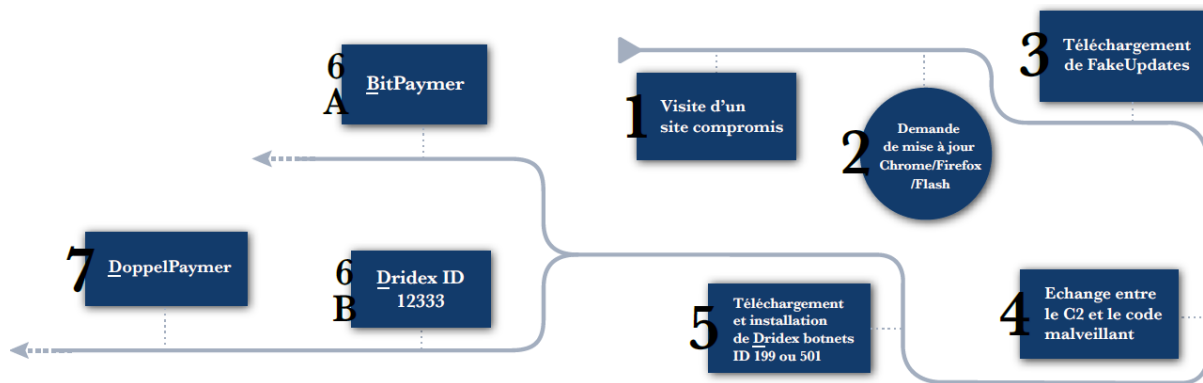 1
Visite d'un
site compromis
2
Demande
de mise à jour
Chrome/Firefox
/Flash
3
Téléchargement
de FakeUpdates
4
Echange entre
le C2 et le code
malveillant
5
Téléchargement
et installation
de Dridex botnets
ID 199 ou 501
6
A
BitPaymer
6
B
Dridex ID
12333
7
DoppelPaymer